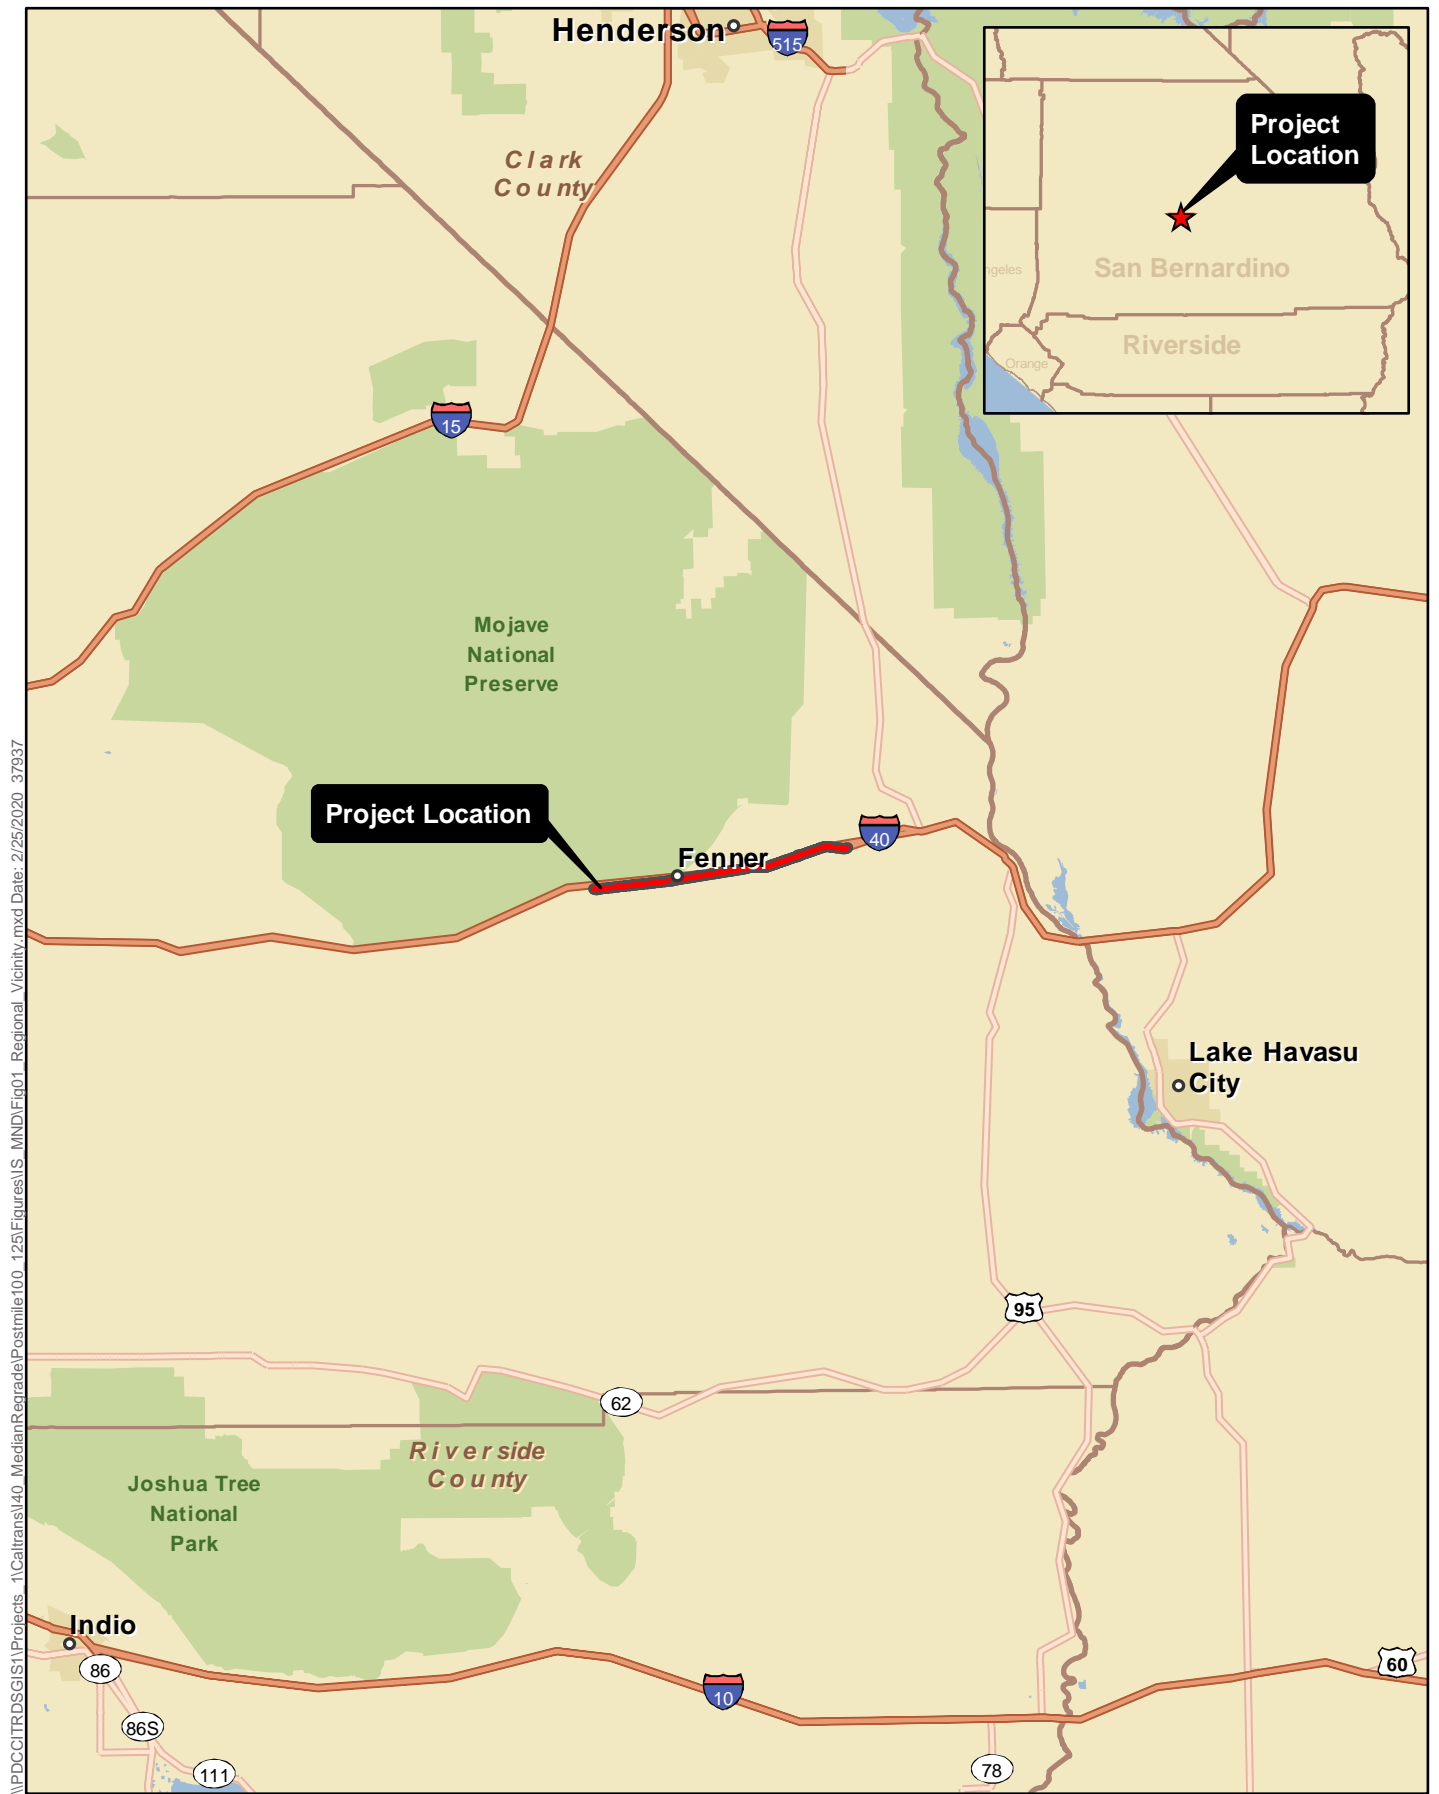 Henderson
515
Clark
County
Project
Location
San Bernardino
ngeles
Riverside
Orange
15
Mojave
National
Preserve
Project Location
Fenner
40
Lake Havasu
City
95
62
Riverside
County
Joshua Tree
National
Park
Indio
86
86S
111
10
60
78
\\PDCCITRDSGIS1\Projects_1\Caltrans\I40_MedianRegrade\Postmile100_125\Figures\IS_MND\Fig01_Regional_Vicinity.mxd Date: 2/25/2020 37937